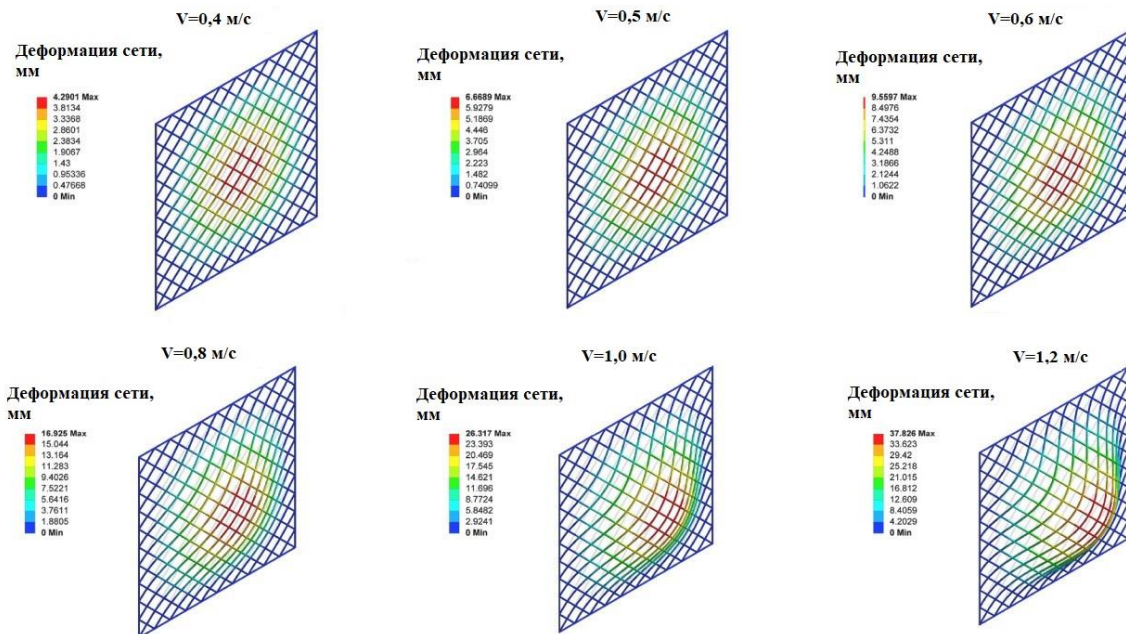 V=0,4 м/с
Деформация сети,
мм
4.2901 Max
3.8134
3.3368
2.8601
2.3834
1.9067
1.43
0.95336
0.47668
0 Min
V=0,5 м/с
Деформация сети,
мм
6.6689 Max
5.9279
5.1869
4.446
3.705
2.964
2.223
1.482
0.74099
0 Min
V=0,6 м/с
Деформация сети,
мм
9.5597 Max
8.4976
7.4354
6.3732
5.311
4.2488
3.1866
2.1244
1.0622
0 Min
V=0,8 м/с
Деформация сети,
мм
16.925 Max
15.044
13.164
11.283
9.4026
7.5221
5.6416
3.7611
1.8805
0 Min
V=1,0 м/с
Деформация сети,
мм
26.317 Max
23.393
20.469
17.545
14.621
11.696
8.7724
5.8482
2.9241
0 Min
V=1,2 м/с
Деформация сети,
мм
37.826 Max
33.623
29.42
25.218
21.015
16.812
12.609
8.4059
4.2029
0 Min